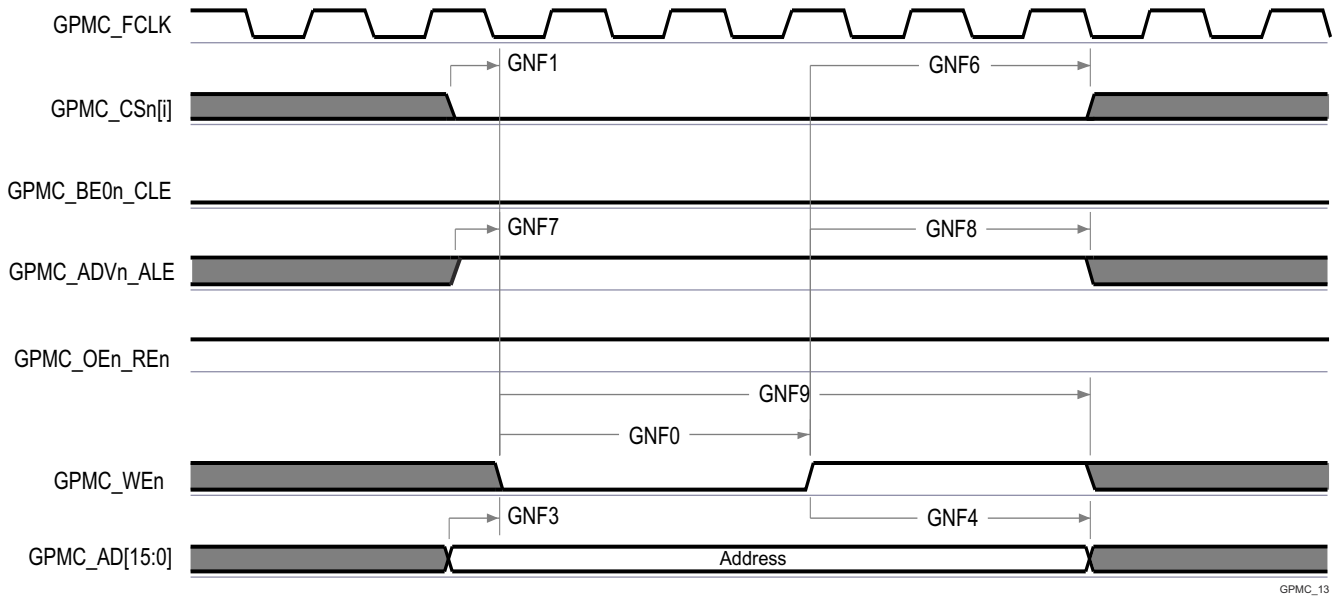 GPMC_FCLK
GNF1
GNF6
GPMC_CSn[i]
GPMC_BE0n_CLE
GNF7
GNF8
GPMC_ADVn_ALE
GPMC_OEn_REn
GNF9
GNF0
GPMC_WEn
GNF3
GNF4
GPMC_AD[15:0]
Address
GPMC_13